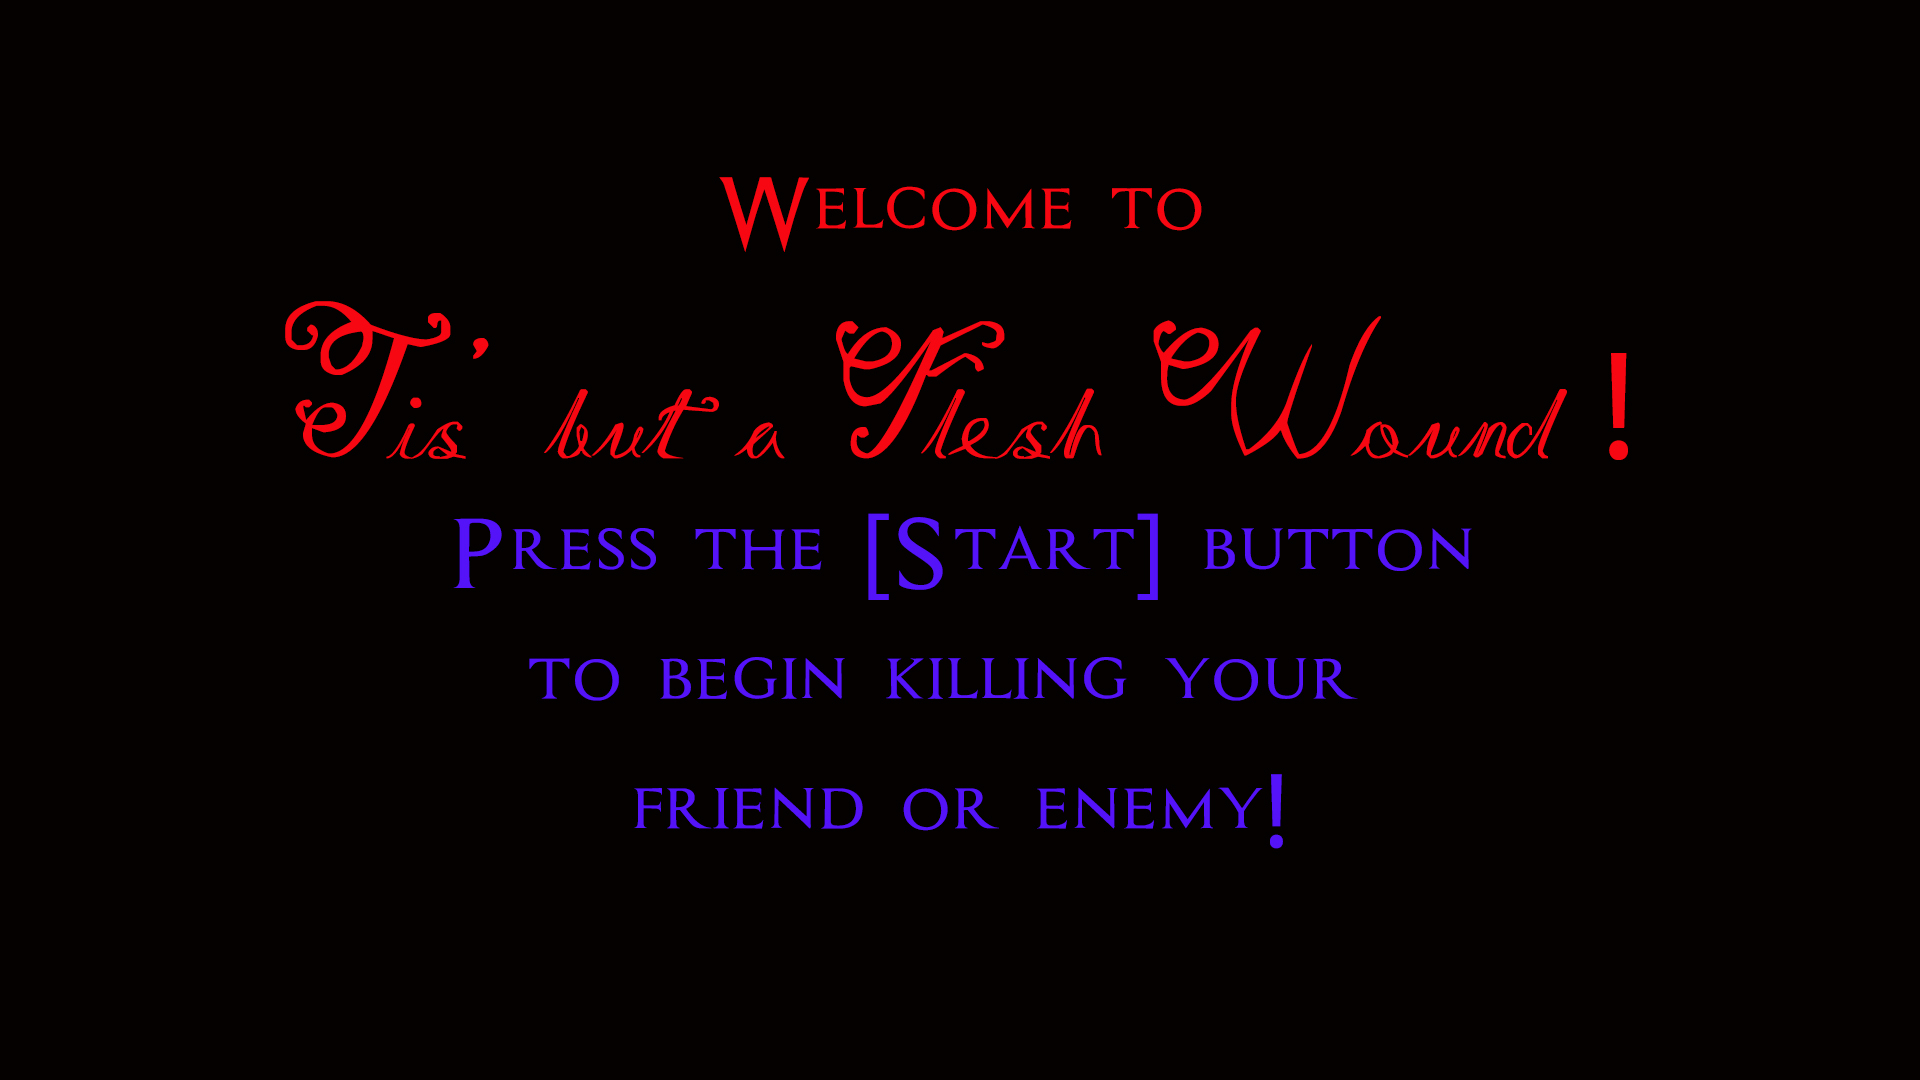 Welcome to
Tis' but a Flesh Wound!
Press the [Start] button
to begin killing your
friend or enemy!